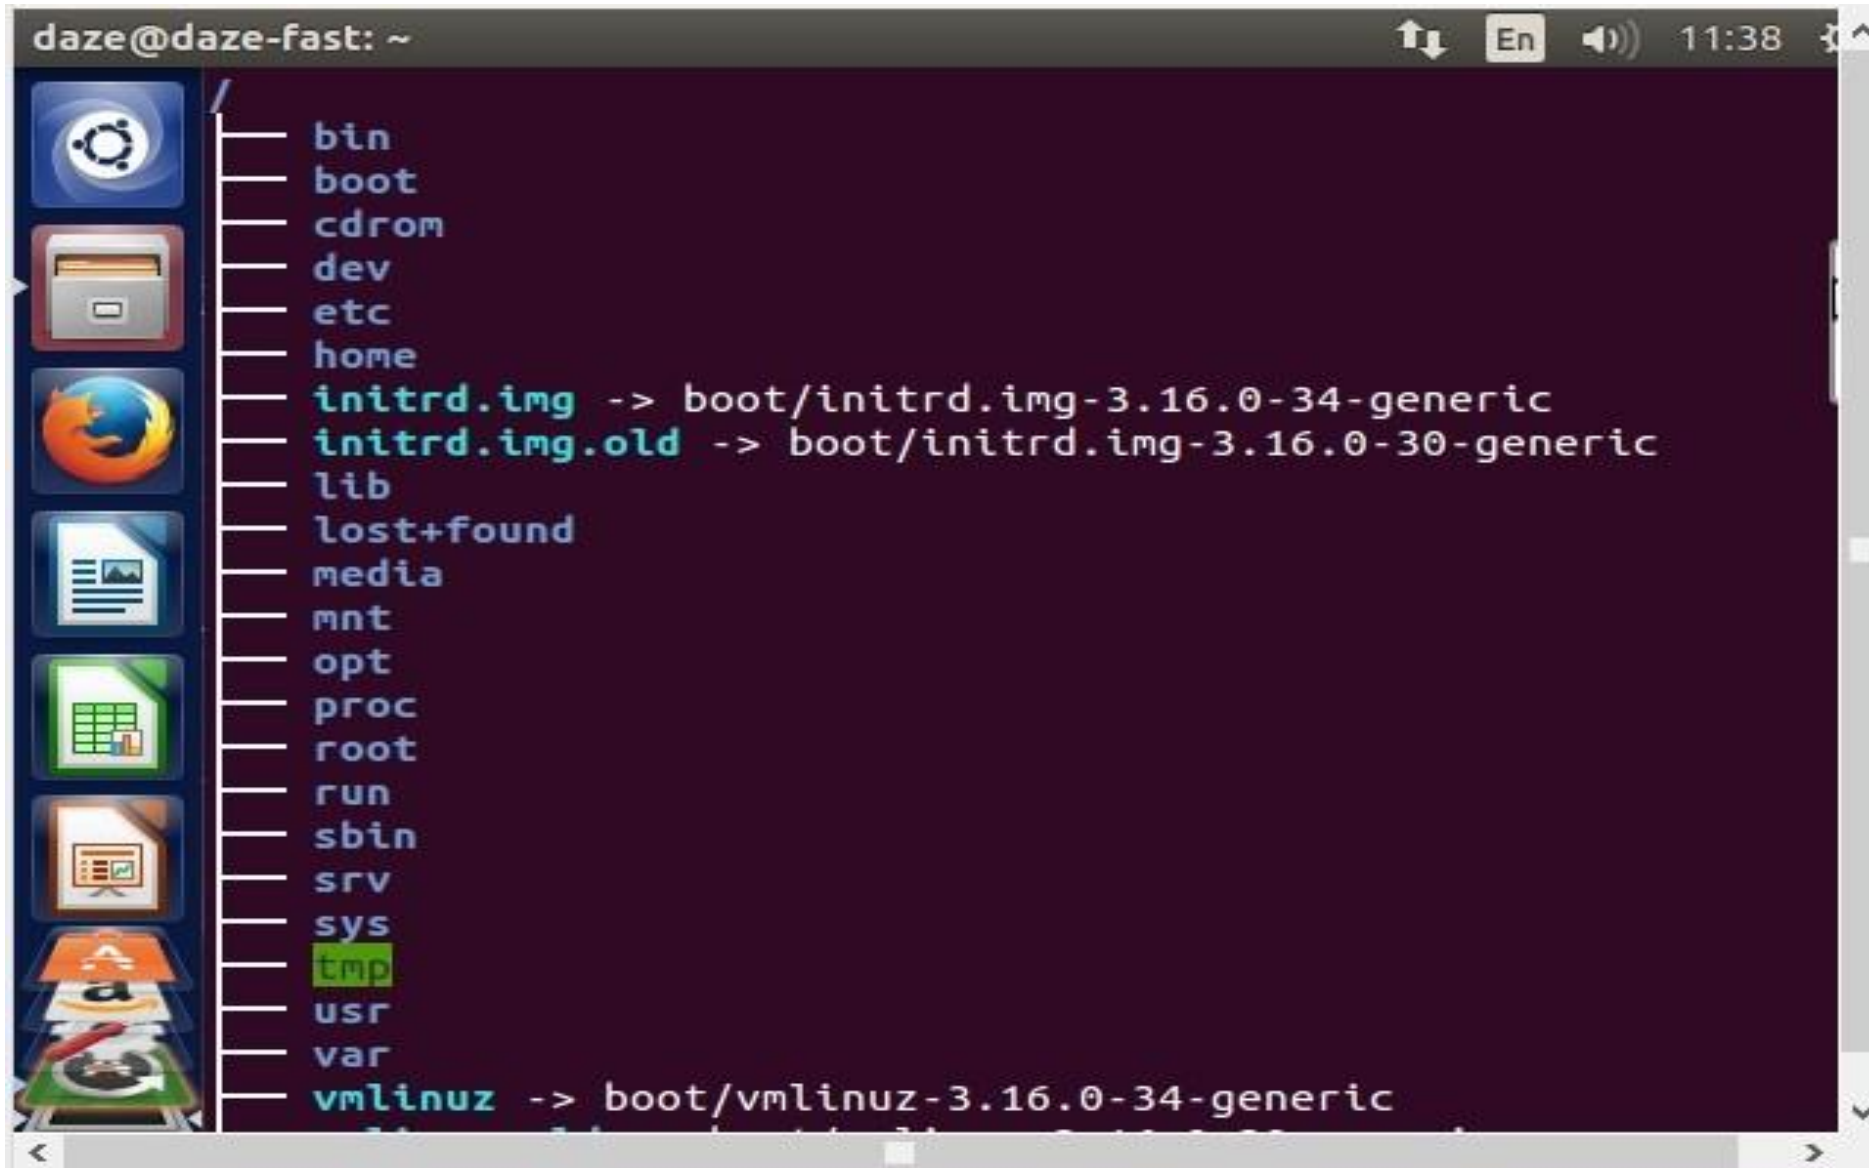 daze@daze-fast: ~ En 11:38
/
├── bin
├── boot
├── cdrom
├── dev
├── etc
├── home
├── initrd.img -> boot/initrd.img-3.16.0-34-generic
├── initrd.img.old -> boot/initrd.img-3.16.0-30-generic
├── lib
├── lost+found
├── media
├── mnt
├── opt
├── proc
├── root
├── run
├── sbin
├── srv
├── sys
├── tmp
├── usr
├── var
├── vmlinuz -> boot/vmlinuz-3.16.0-34-generic